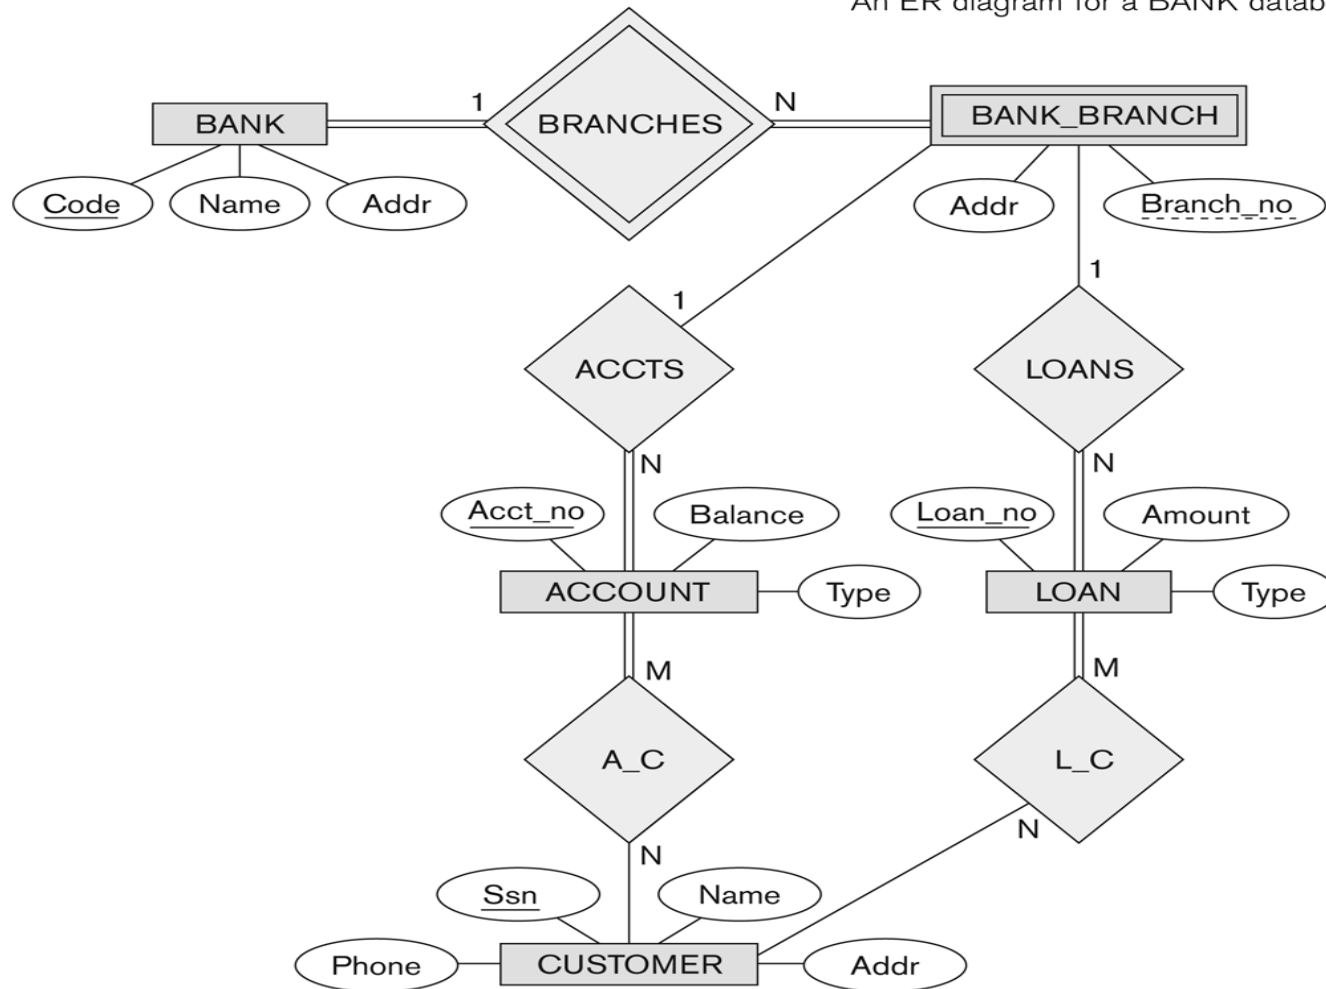 An ER diagram for a BANK datab
1
N
BANK
BRANCHES
BANK_BRANCH
Code
Name
Addr
Addr
Branch_no
1
1
ACCTS
LOANS
N
N
Acct_no
Balance
Loan_no
Amount
ACCOUNT
Type
LOAN
Type
M
M
A_C
L_C
N
N
Ssn
Name
Phone
CUSTOMER
Addr